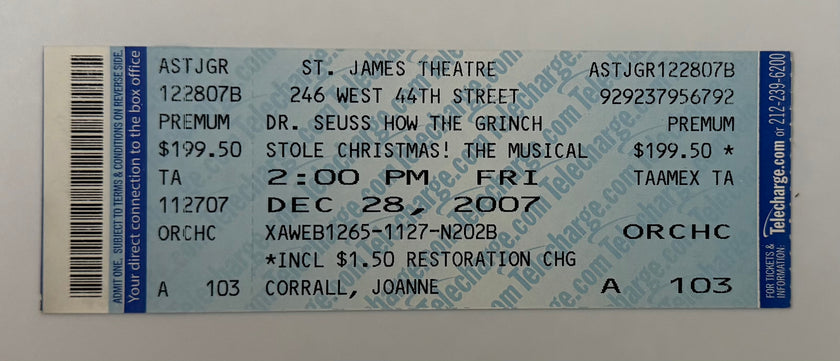 ADMIT ONE. SUBJECT TO TERMS & CONDITIONS ON REVERSE SIDE.
Your direct connection to the box office
ASTJGR
122807B
PREMUM
$199.50
TA
112707
ORCHC
A 103
ST. JAMES THEATRE
246 WEST 44TH STREET
DR. SEUSS HOW THE GRINCH
STOLE CHRISTMAS! THE MUSICAL
2:00 PM FRI
DEC 28, 2007
XAWEB1265-1127-N202B
*INCL $1.50 RESTORATION CHG
CORRALL, JOANNE
ASTJGR122807B
929237956792
PREMUM
$199.50 *
TAAMEX TA
ORCHC
A 103
FOR TICKETS &
INFORMATION:
Telecharge.com or 212-239-6200